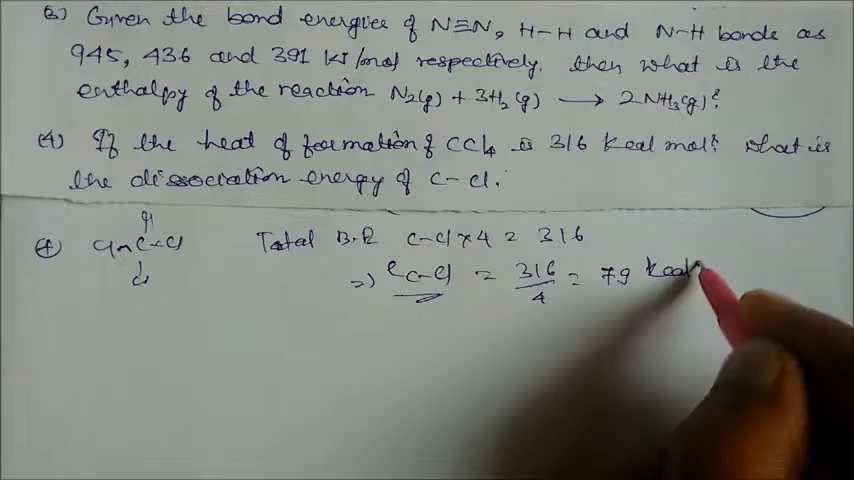 (3) Given the bond energies of N≡N, H-H and N-H bonds as
945, 436 and 391 KJ/mol respectively. then what is the
enthalpy of the reaction N₂(g) + 3H₂(g) → 2NH₃(g)?
(4) If the heat of formation of CCl₄ is 316 Kcal mol? what is
the dissociation energy of C-Cl.
Cl
(4) Cl-C-Cl Total B.E C-Cl × 4 = 316
Cl
=> e C-Cl = 316/4 = 79 Kcal